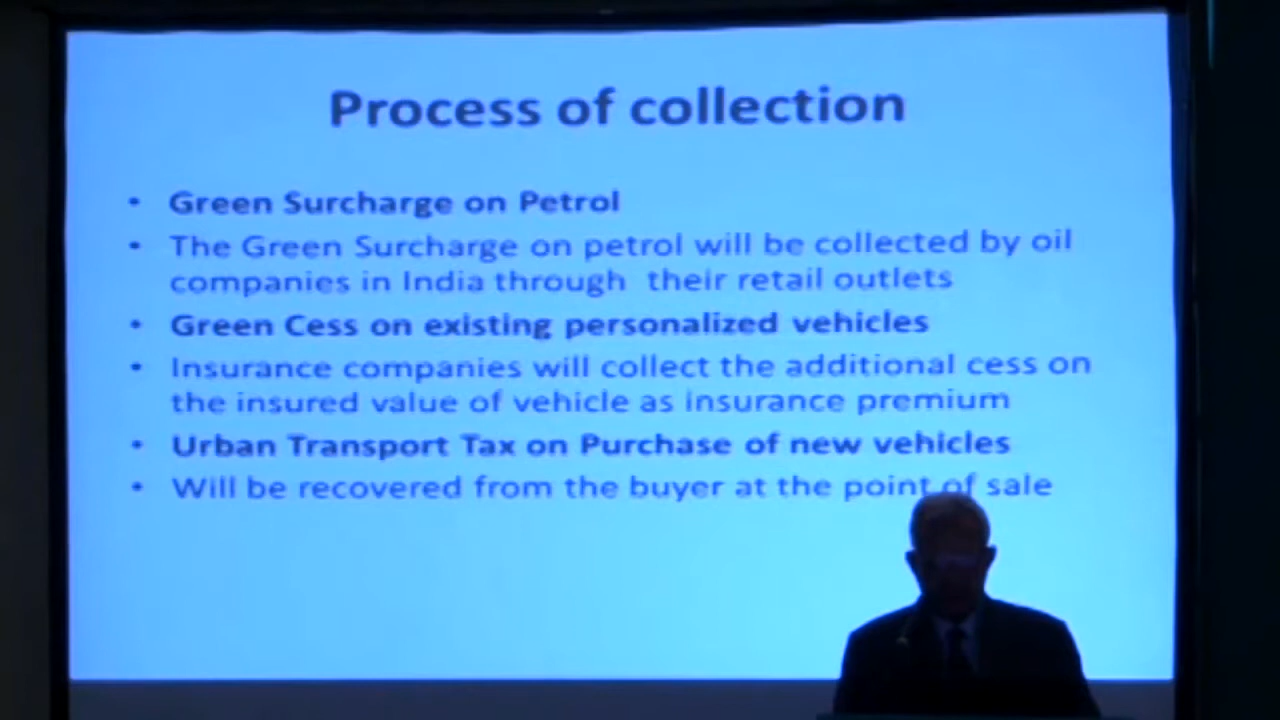 Process of collection
• Green Surcharge on Petrol
• The Green Surcharge on petrol will be collected by oil
companies in India through their retail outlets
• Green Cess on existing personalized vehicles
• Insurance companies will collect the additional cess on
the insured value of vehicle as insurance premium
• Urban Transport Tax on Purchase of new vehicles
• Will be recovered from the buyer at the point of sale